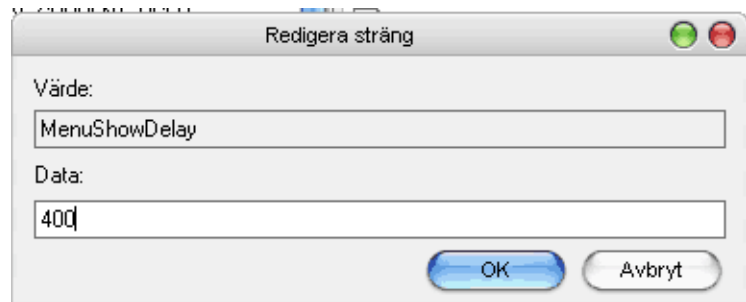 Redigera sträng
Värde:
MenuShowDelay
Data:
400
OK
Avbryt